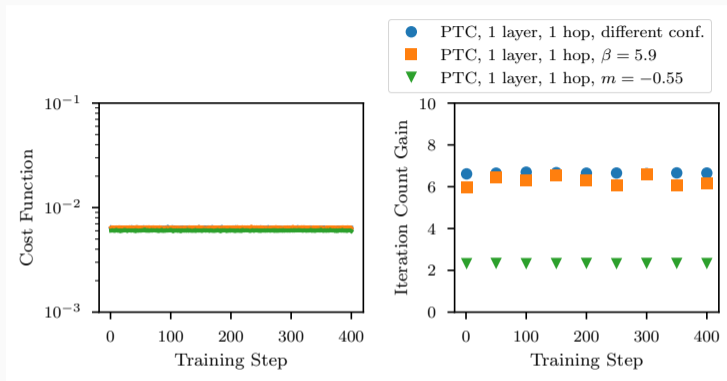 PTC, 1 layer, 1 hop, different conf.
PTC, 1 layer, 1 hop, β = 5.9
PTC, 1 layer, 1 hop, m = −0.55
Cost Function
10⁻¹
10⁻²
10⁻³
0 100 200 300 400
Training Step
Iteration Count Gain
10
8
6
4
2
0
0 100 200 300 400
Training Step